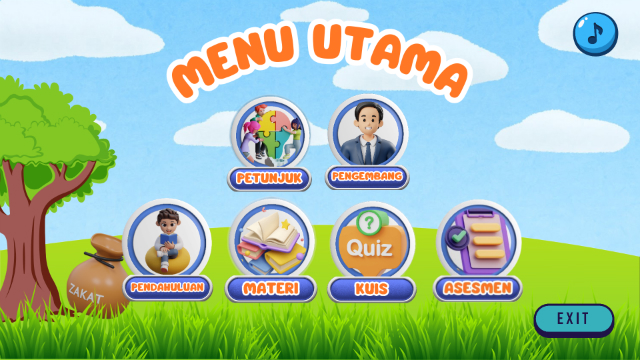 MENU UTAMA
PETUNJUK
PENGEMBANG
Quiz
PENDAHULUAN
MATERI
KUIS
ASESMEN
ZAKAT
EXIT